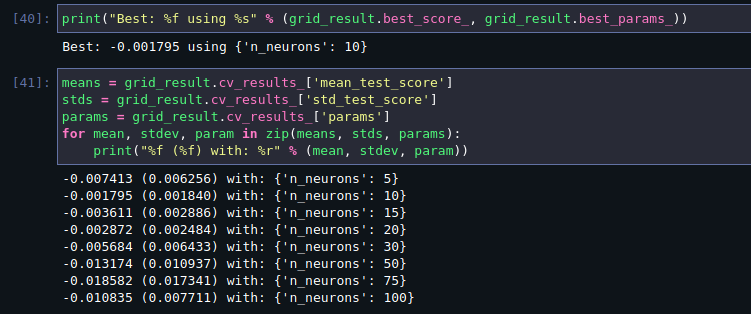 [40]: print("Best: %f using %s" % (grid_result.best_score_, grid_result.best_params_))
Best: -0.001795 using {'n_neurons': 10}
[41]: means = grid_result.cv_results_['mean_test_score']
stds = grid_result.cv_results_['std_test_score']
params = grid_result.cv_results_['params']
for mean, stdev, param in zip(means, stds, params):
    print("%f (%f) with: %r" % (mean, stdev, param))
-0.007413 (0.006256) with: {'n_neurons': 5}
-0.001795 (0.001840) with: {'n_neurons': 10}
-0.003611 (0.002886) with: {'n_neurons': 15}
-0.002872 (0.002484) with: {'n_neurons': 20}
-0.005684 (0.006433) with: {'n_neurons': 30}
-0.013174 (0.010937) with: {'n_neurons': 50}
-0.018582 (0.017341) with: {'n_neurons': 75}
-0.010835 (0.007711) with: {'n_neurons': 100}